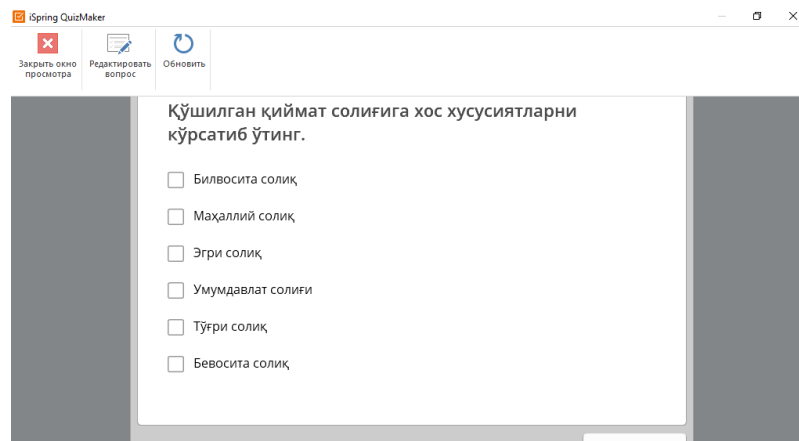 iSpring QuizMaker
Закрыть окно
просмотра
Редактировать
вопрос
Обновить
Қўшилган қиймат солиғига хос хусусиятларни
кўрсатиб ўтинг.
Билвосита солиқ
Маҳаллий солиқ
Эгри солиқ
Умумдавлат солиғи
Тўғри солиқ
Бевосита солиқ